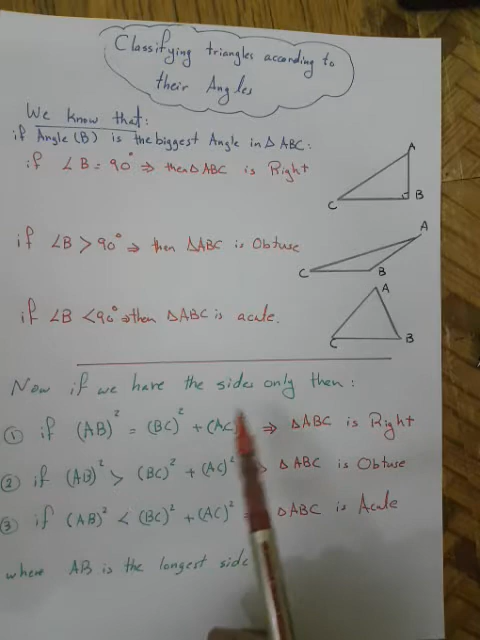 Classifying triangles according to
their Angles
We know that:
if Angle (B) is the biggest Angle in Δ ABC:
if ∠B = 90° ⇒ then Δ ABC is Right
A
B
C
if ∠B > 90° ⇒ then ΔABC is Obtuse
A
B
C
if ∠B < 90° ⇒ then ΔABC is acute.
A
B
C
Now if we have the sides only then:
① if (AB)² = (BC)² + (AC) ⇒ ΔABC is Right
② if (AB)² > (BC)² + (AC)² ⇒ ΔABC is Obtuse
③ if (AB)² < (BC)² + (AC)² ΔABC is Acute
where AB is the longest side